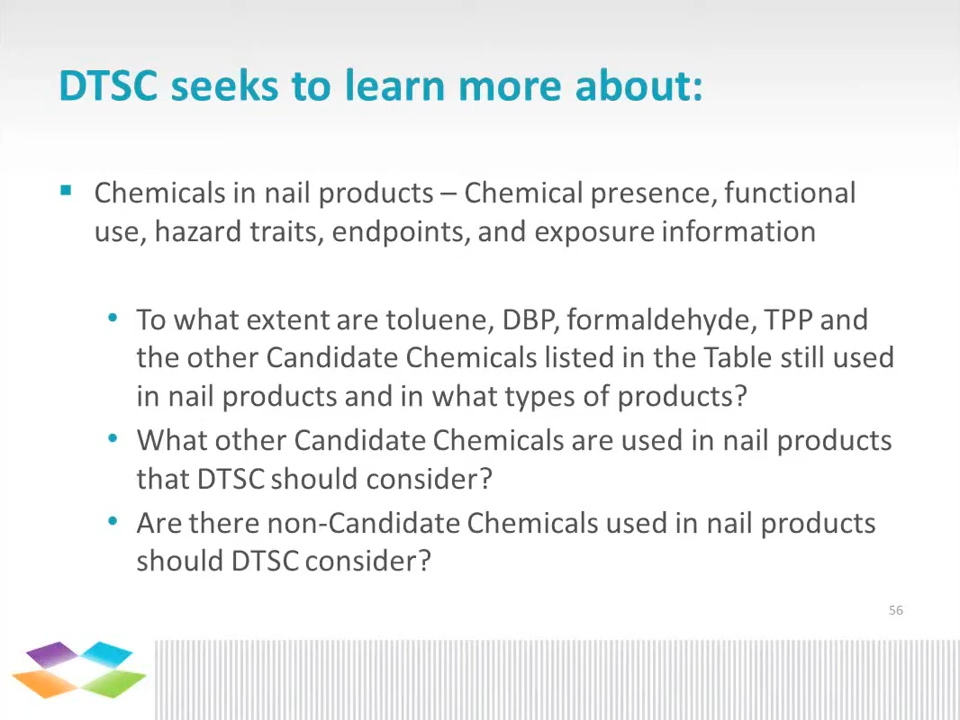 DTSC seeks to learn more about:
▪ Chemicals in nail products – Chemical presence, functional
use, hazard traits, endpoints, and exposure information
• To what extent are toluene, DBP, formaldehyde, TPP and
the other Candidate Chemicals listed in the Table still used
in nail products and in what types of products?
• What other Candidate Chemicals are used in nail products
that DTSC should consider?
• Are there non-Candidate Chemicals used in nail products
should DTSC consider?
56